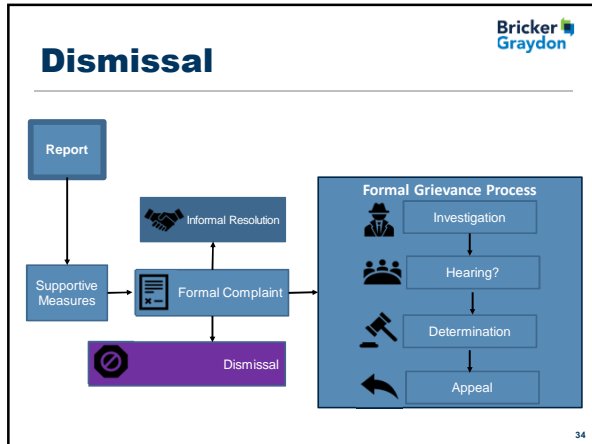 Dismissal
Bricker
Graydon
Report
Informal Resolution
Supportive
Measures
Formal Complaint
Dismissal
Formal Grievance Process
Investigation
Hearing?
Determination
Appeal
34